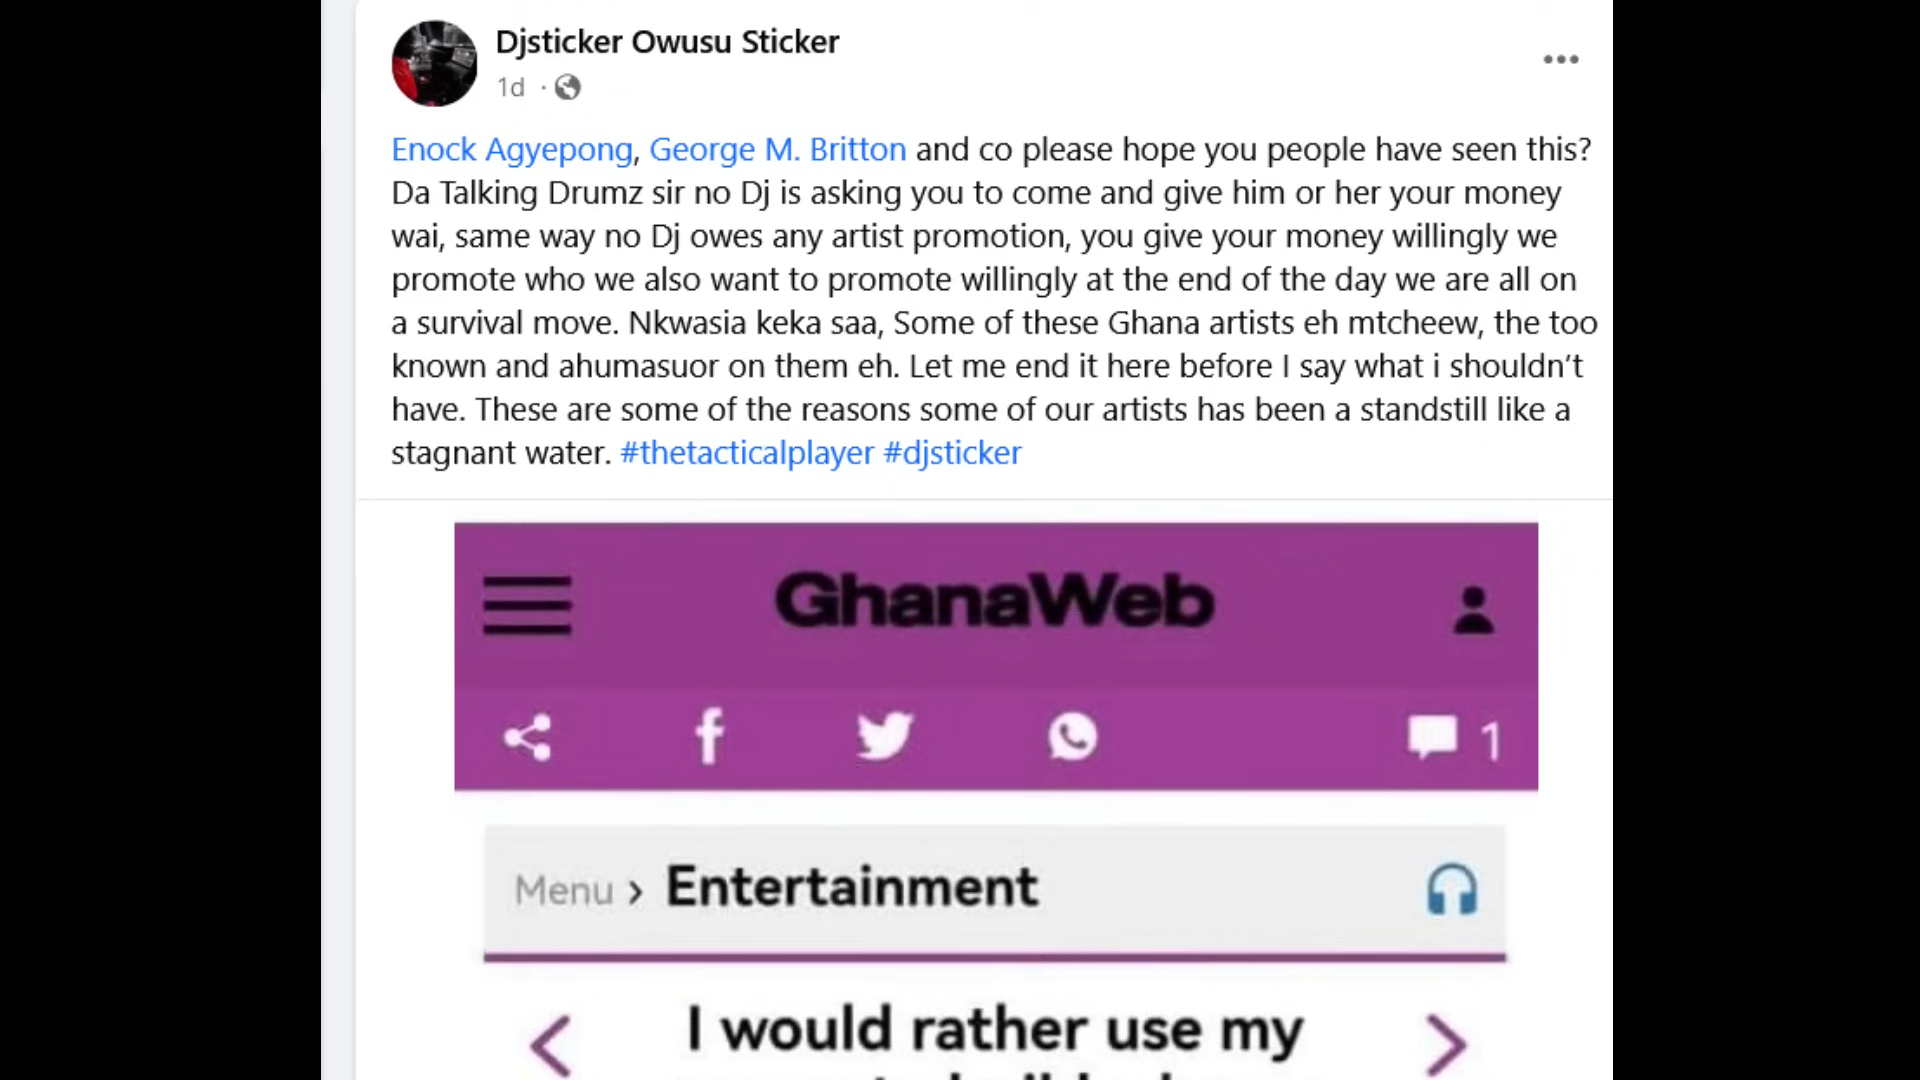 Djsticker Owusu Sticker
1d ·
Enock Agyepong, George M. Britton and co please hope you people have seen this?
Da Talking Drumz sir no Dj is asking you to come and give him or her your money
wai, same way no Dj owes any artist promotion, you give your money willingly we
promote who we also want to promote willingly at the end of the day we are all on
a survival move. Nkwasia keka saa, Some of these Ghana artists eh mtcheew, the too
known and ahumasuor on them eh. Let me end it here before I say what i shouldn't
have. These are some of the reasons some of our artists has been a standstill like a
stagnant water. #thetacticalplayer #djsticker
GhanaWeb
1
Menu › Entertainment
I would rather use my